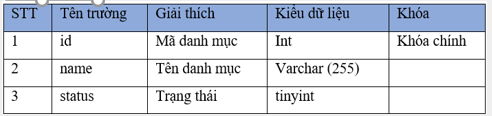 STT Tên trường Giải thích Kiểu dữ liệu Khóa
1 id Mã danh mục Int Khóa chính
2 name Tên danh mục Varchar (255)
3 status Trạng thái tinyint